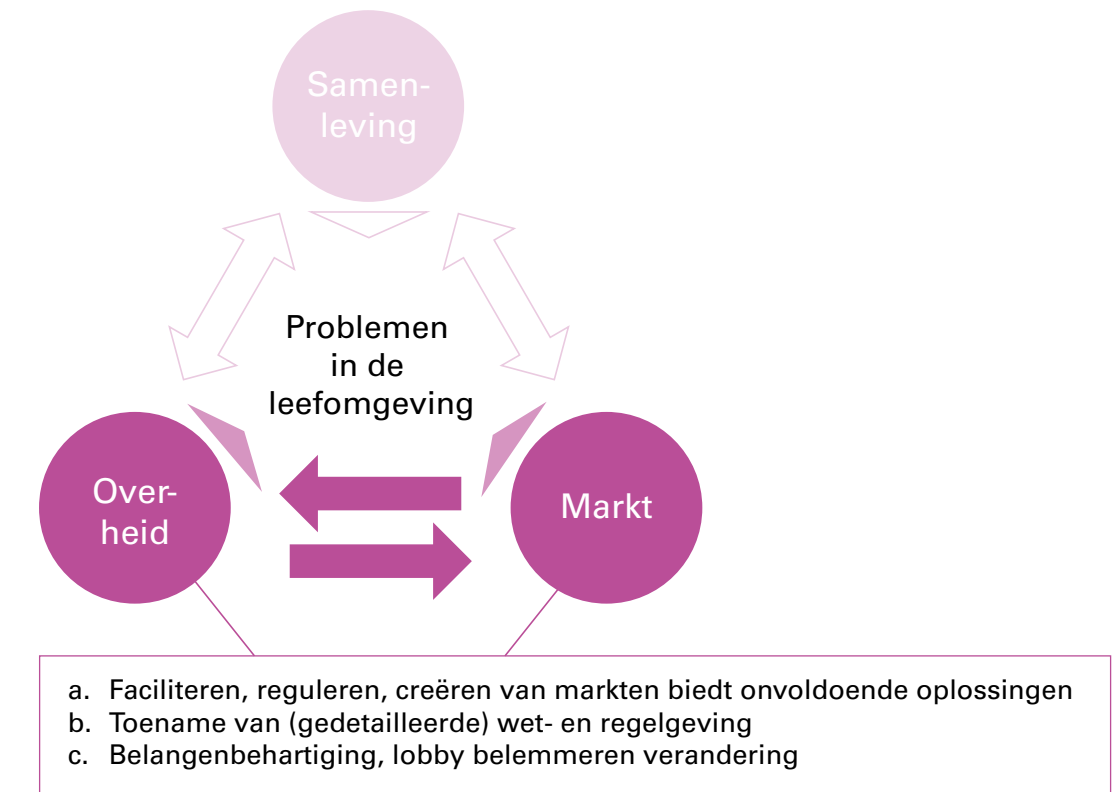 Samen-
leving
Problemen
in de
leefomgeving
Over-
heid
Markt
a. Faciliteren, reguleren, creëren van markten biedt onvoldoende oplossingen
b. Toename van (gedetailleerde) wet- en regelgeving
c. Belangenbehartiging, lobby belemmeren verandering